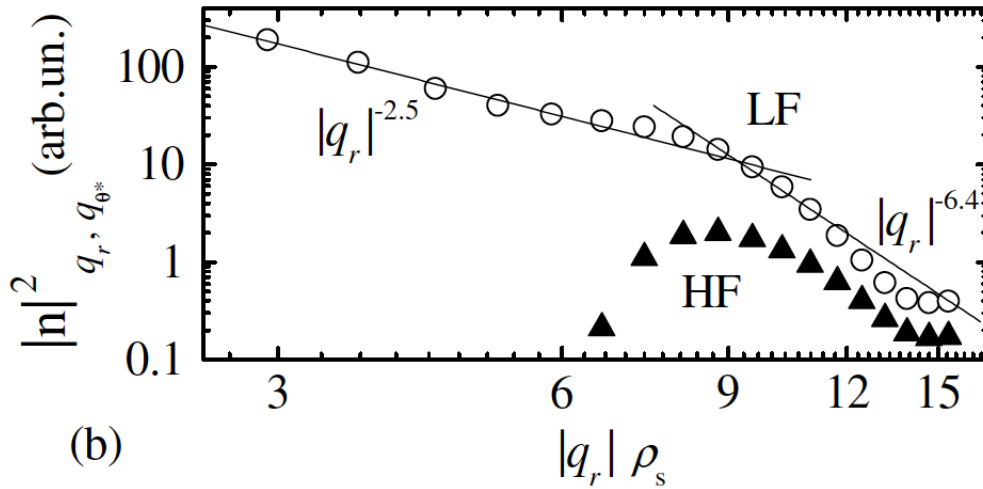 |n|²_{q_r, q_θ*} (arb.un.)
100
10
1
0.1
|q_r|^{-2.5}
LF
|q_r|^{-6.4}
HF
3 6 9 12 15
(b)
|q_r| ρ_s